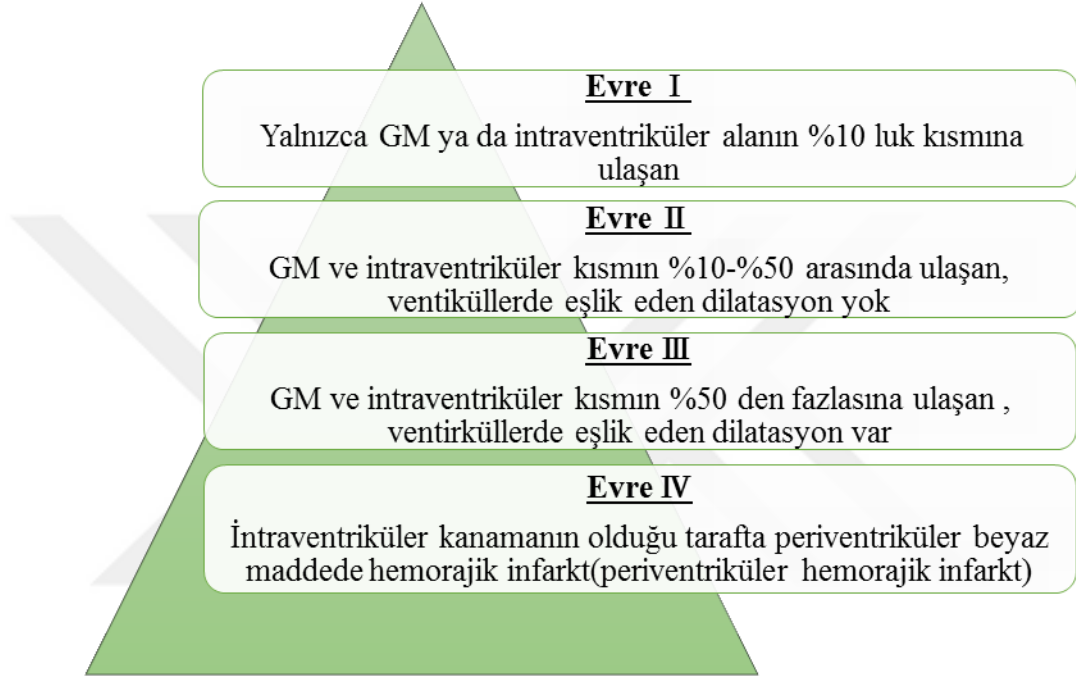 Evre Ⅰ
Yalnızca GM ya da intraventriküler alanın %10 luk kısmına
ulaşan
Evre Ⅱ
GM ve intraventriküler kısmın %10-%50 arasında ulaşan,
ventiküllerde eşlik eden dilatasyon yok
Evre Ⅲ
GM ve intraventriküler kısmın %50 den fazlasına ulaşan ,
ventirküllerde eşlik eden dilatasyon var
Evre Ⅳ
İntraventriküler kanamanın olduğu tarafta periventriküler beyaz
maddede hemorajik infarkt(periventriküler hemorajik infarkt)